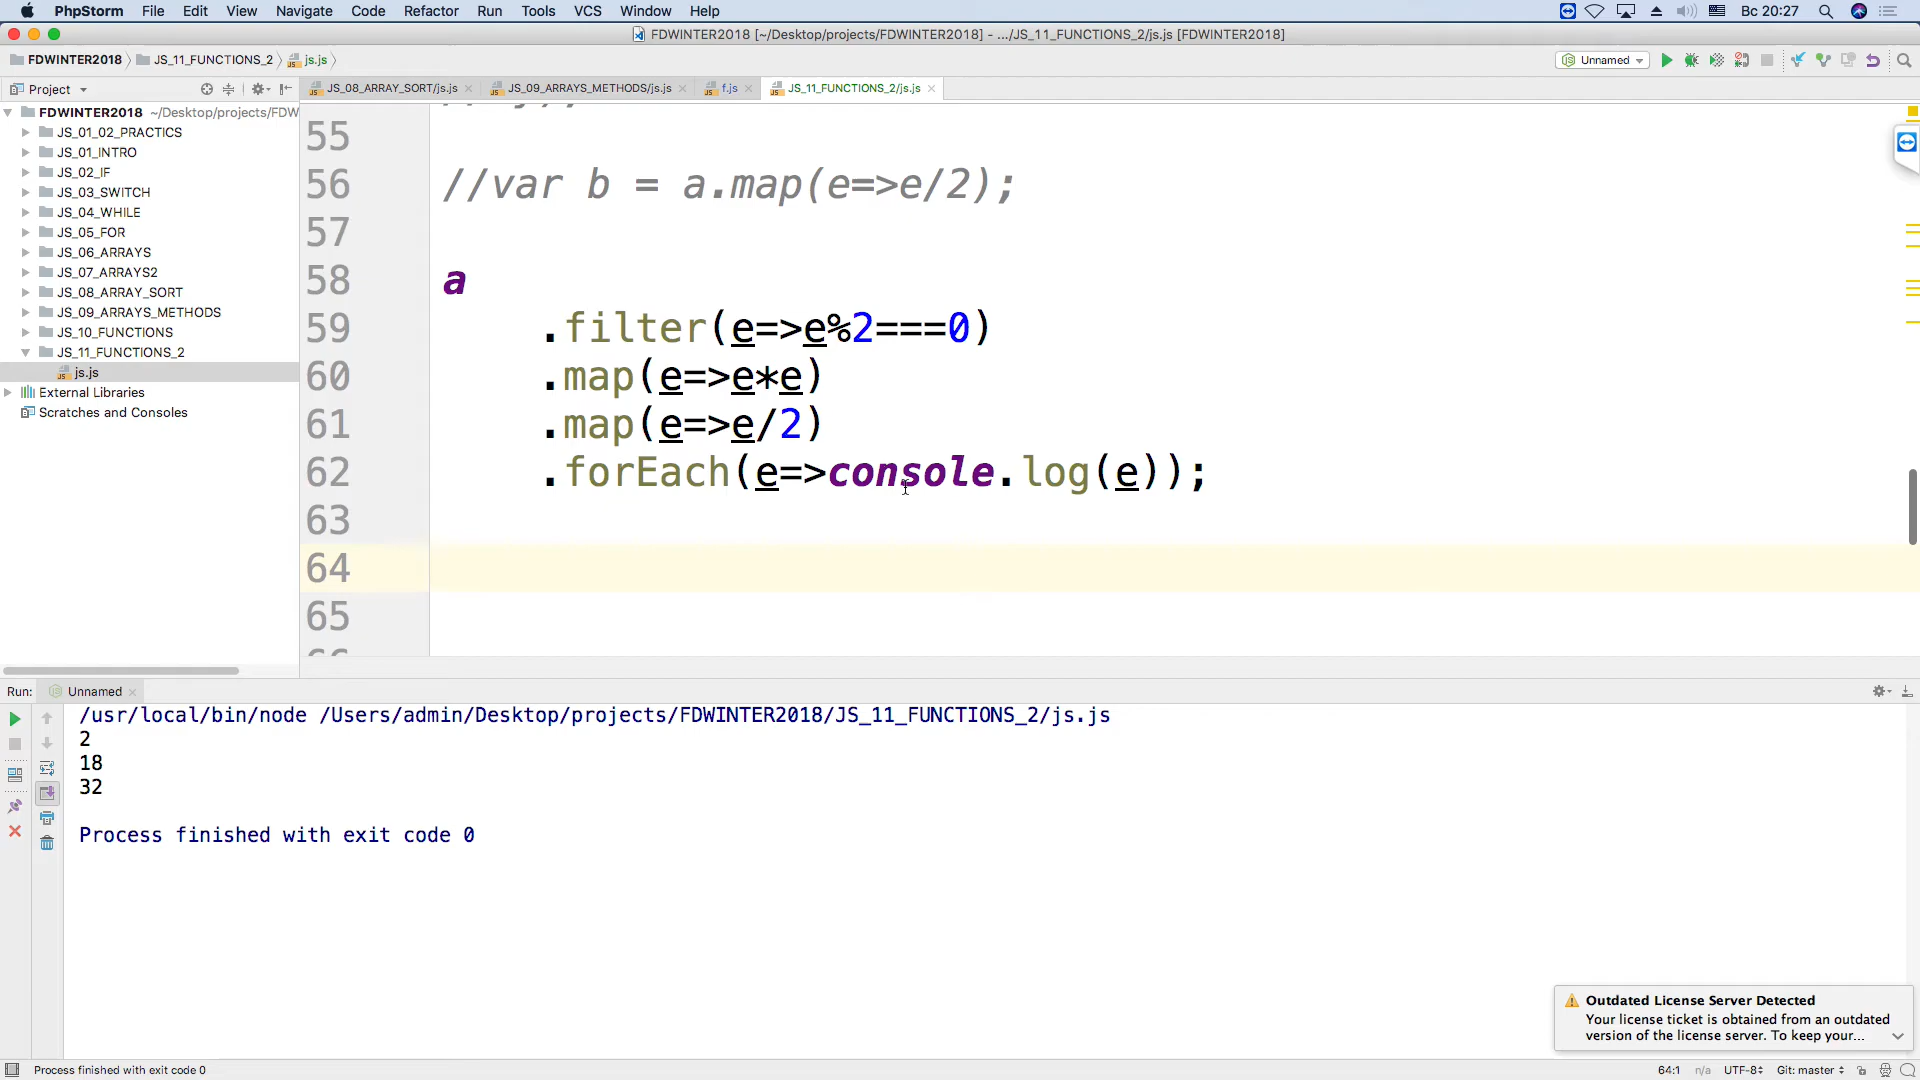 PhpStorm File Edit View Navigate Code Refactor Run Tools VCS Window Help Вс 20:27
FDWINTER2018 [~/Desktop/projects/FDWINTER2018] - .../JS_11_FUNCTIONS_2/js.js [FDWINTER2018]
FDWINTER2018 JS_11_FUNCTIONS_2 js.js Unnamed
Project JS_08_ARRAY_SORT/js.js JS_09_ARRAYS_METHODS/js.js f.js JS_11_FUNCTIONS_2/js.js
FDWINTER2018 ~/Desktop/projects/FDW
JS_01_02_PRACTICS
JS_01_INTRO
JS_02_IF
JS_03_SWITCH
JS_04_WHILE
JS_05_FOR
JS_06_ARRAYS
JS_07_ARRAYS2
JS_08_ARRAY_SORT
JS_09_ARRAYS_METHODS
JS_10_FUNCTIONS
JS_11_FUNCTIONS_2
js.js
External Libraries
Scratches and Consoles
55
56 //var b = a.map(e=>e/2);
57
58 a
59 .filter(e=>e%2===0)
60 .map(e=>e*e)
61 .map(e=>e/2)
62 .forEach(e=>console.log(e));
63
64
65
Run: Unnamed
/usr/local/bin/node /Users/admin/Desktop/projects/FDWINTER2018/JS_11_FUNCTIONS_2/js.js
2
18
32
Process finished with exit code 0
Outdated License Server Detected
Your license ticket is obtained from an outdated
version of the license server. To keep your...
Process finished with exit code 0 64:1 n/a UTF-8 Git: master